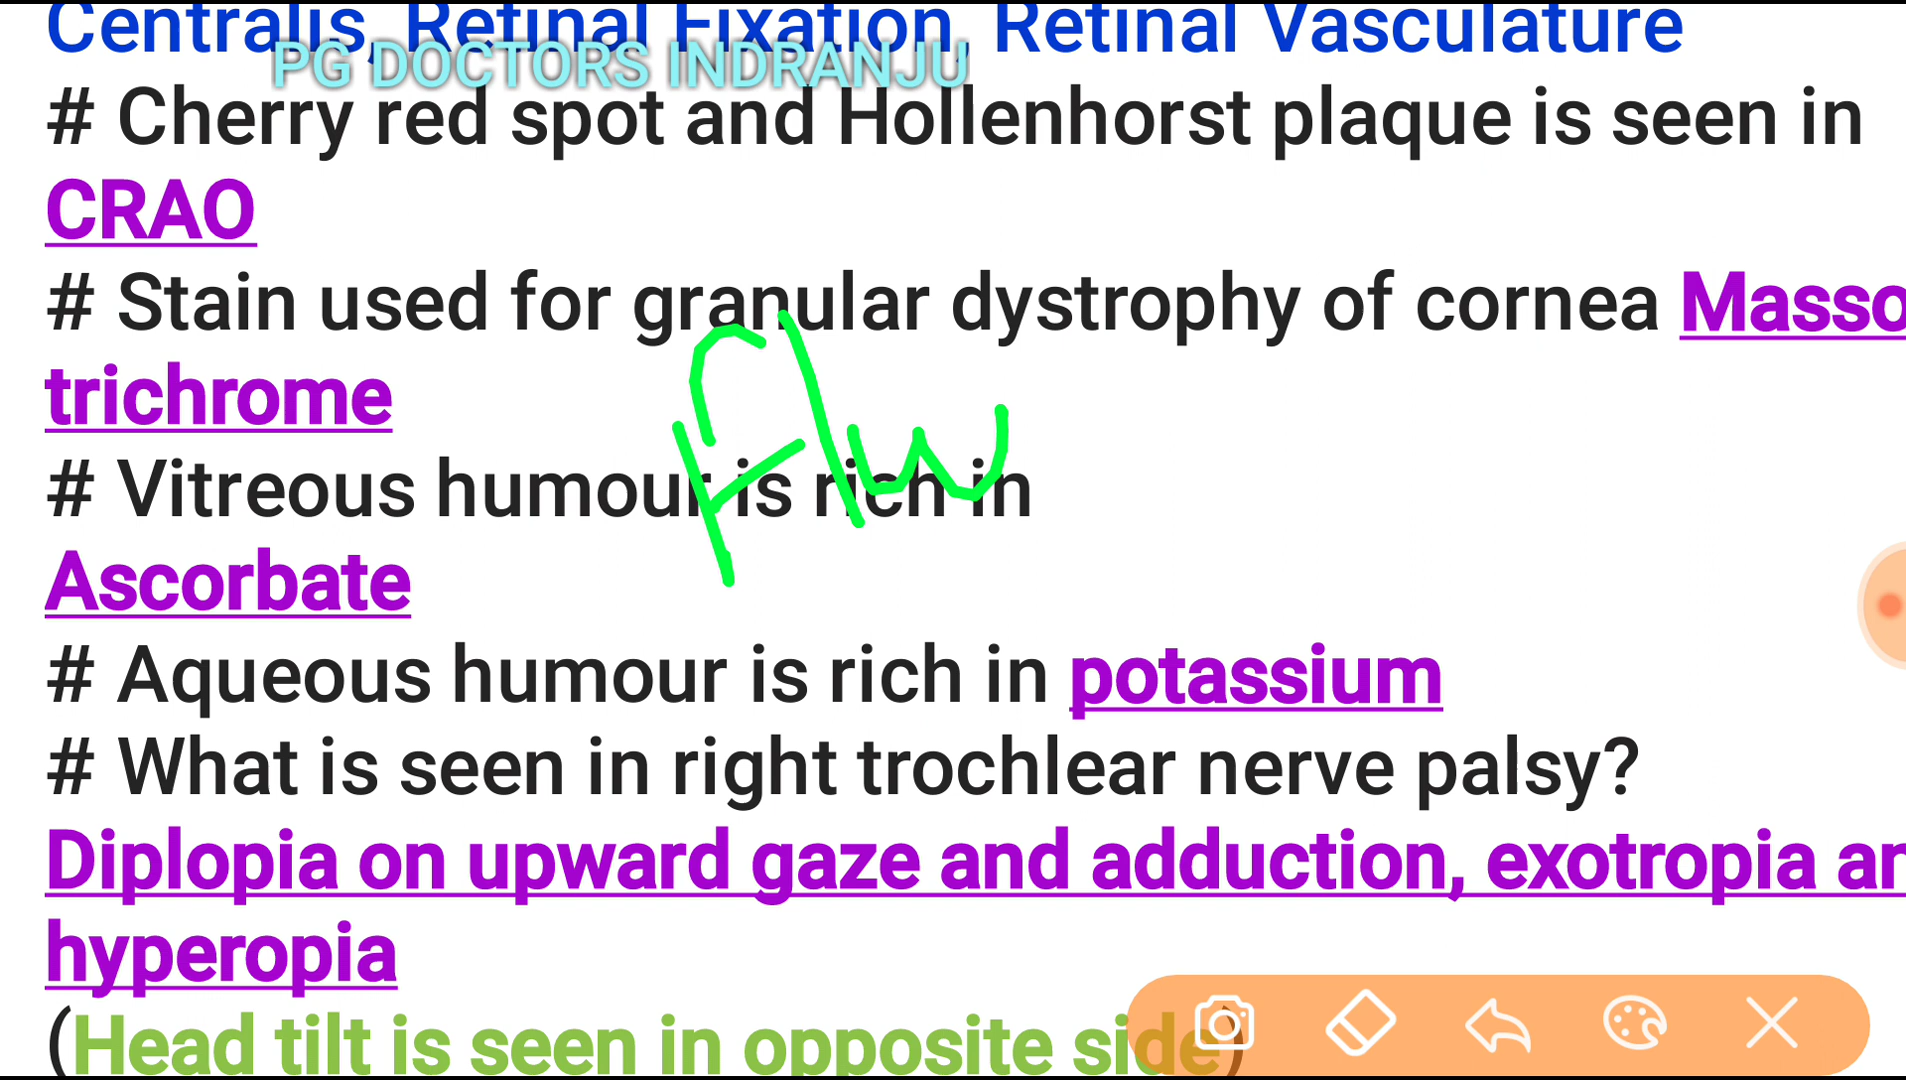 Centralis, Retinal Fixation, Retinal Vasculature
PG DOCTORS INDRANJU
# Cherry red spot and Hollenhorst plaque is seen in
CRAO
# Stain used for granular dystrophy of cornea Masso
trichrome
# Vitreous humour is rich in
Ascorbate
# Aqueous humour is rich in potassium
# What is seen in right trochlear nerve palsy?
Diplopia on upward gaze and adduction, exotropia an
hyperopia
(Head tilt is seen in opposite side)